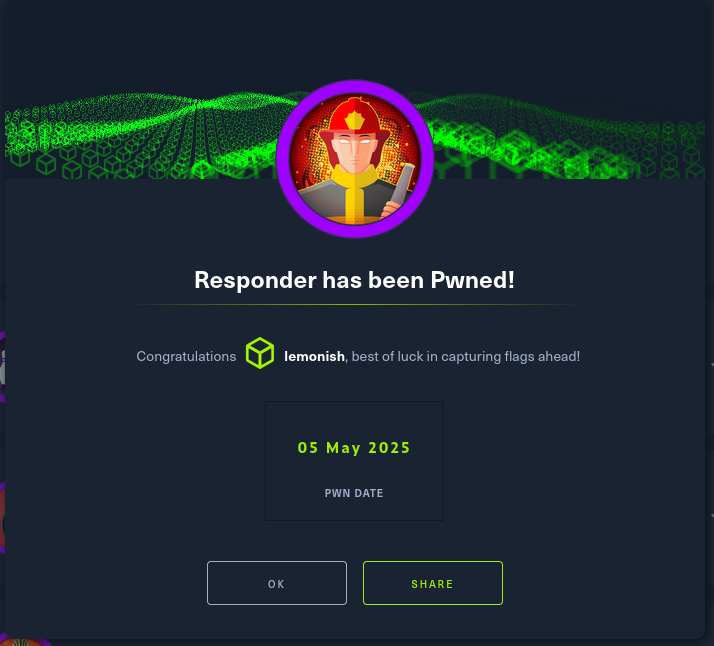 Responder has been Pwned!
Congratulations lemonish, best of luck in capturing flags ahead!
05 May 2025
PWN DATE
OK
SHARE